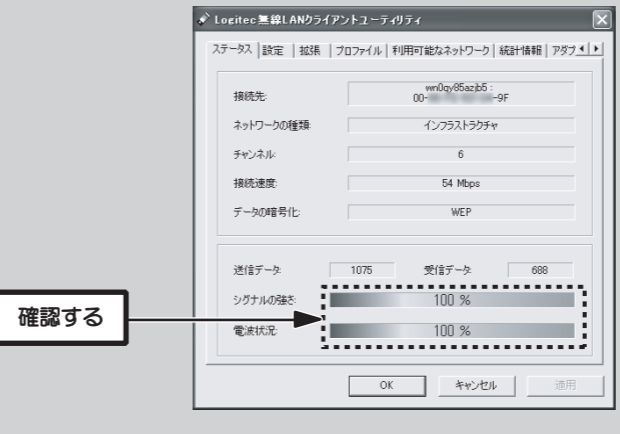 Logitec無線LANクライアントユーティリティ
ステータス 設定 拡張 プロファイル 利用可能なネットワーク 統計情報 アダプ
接続先: wn0qy85azjb5 :
00- -9F
ネットワークの種類: インフラストラクチャ
チャンネル: 6
接続速度: 54 Mbps
データの暗号化: WEP
送信データ: 1075 受信データ: 688
シグナルの強さ: 100 %
確認する
電波状況: 100 %
OK キャンセル 適用